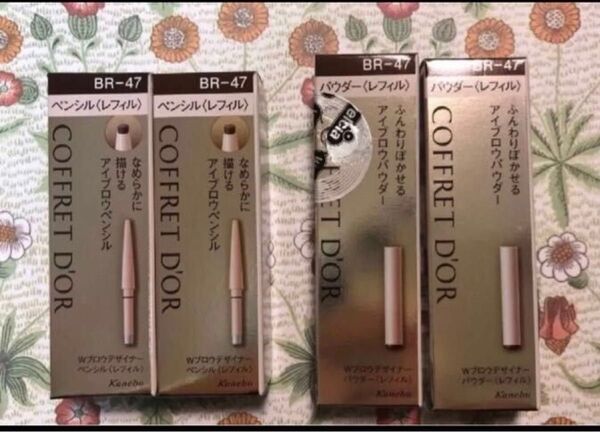 BR-47
ペンシル〈レフィル〉
COFFRET D'OR
なめらかに
描ける
アイブロウペンシル
Wブロウデザイナー
ペンシル〈レフィル〉
Kanebo
BR-47
ペンシル〈レフィル〉
COFFRET D'OR
なめらかに
描ける
アイブロウペンシル
Wブロウデザイナー
ペンシル〈レフィル〉
Kanebo
BR-47
パウダー〈レフィル〉
COFFRET D'OR
ふんわりぼかせる
アイブロウパウダー
Wブロウデザイナー
パウダー〈レフィル〉
Kanebo
BR-47
パウダー〈レフィル〉
COFFRET D'OR
ふんわりぼかせる
アイブロウパウダー
Wブロウデザイナー
パウダー〈レフィル〉
Kanebo